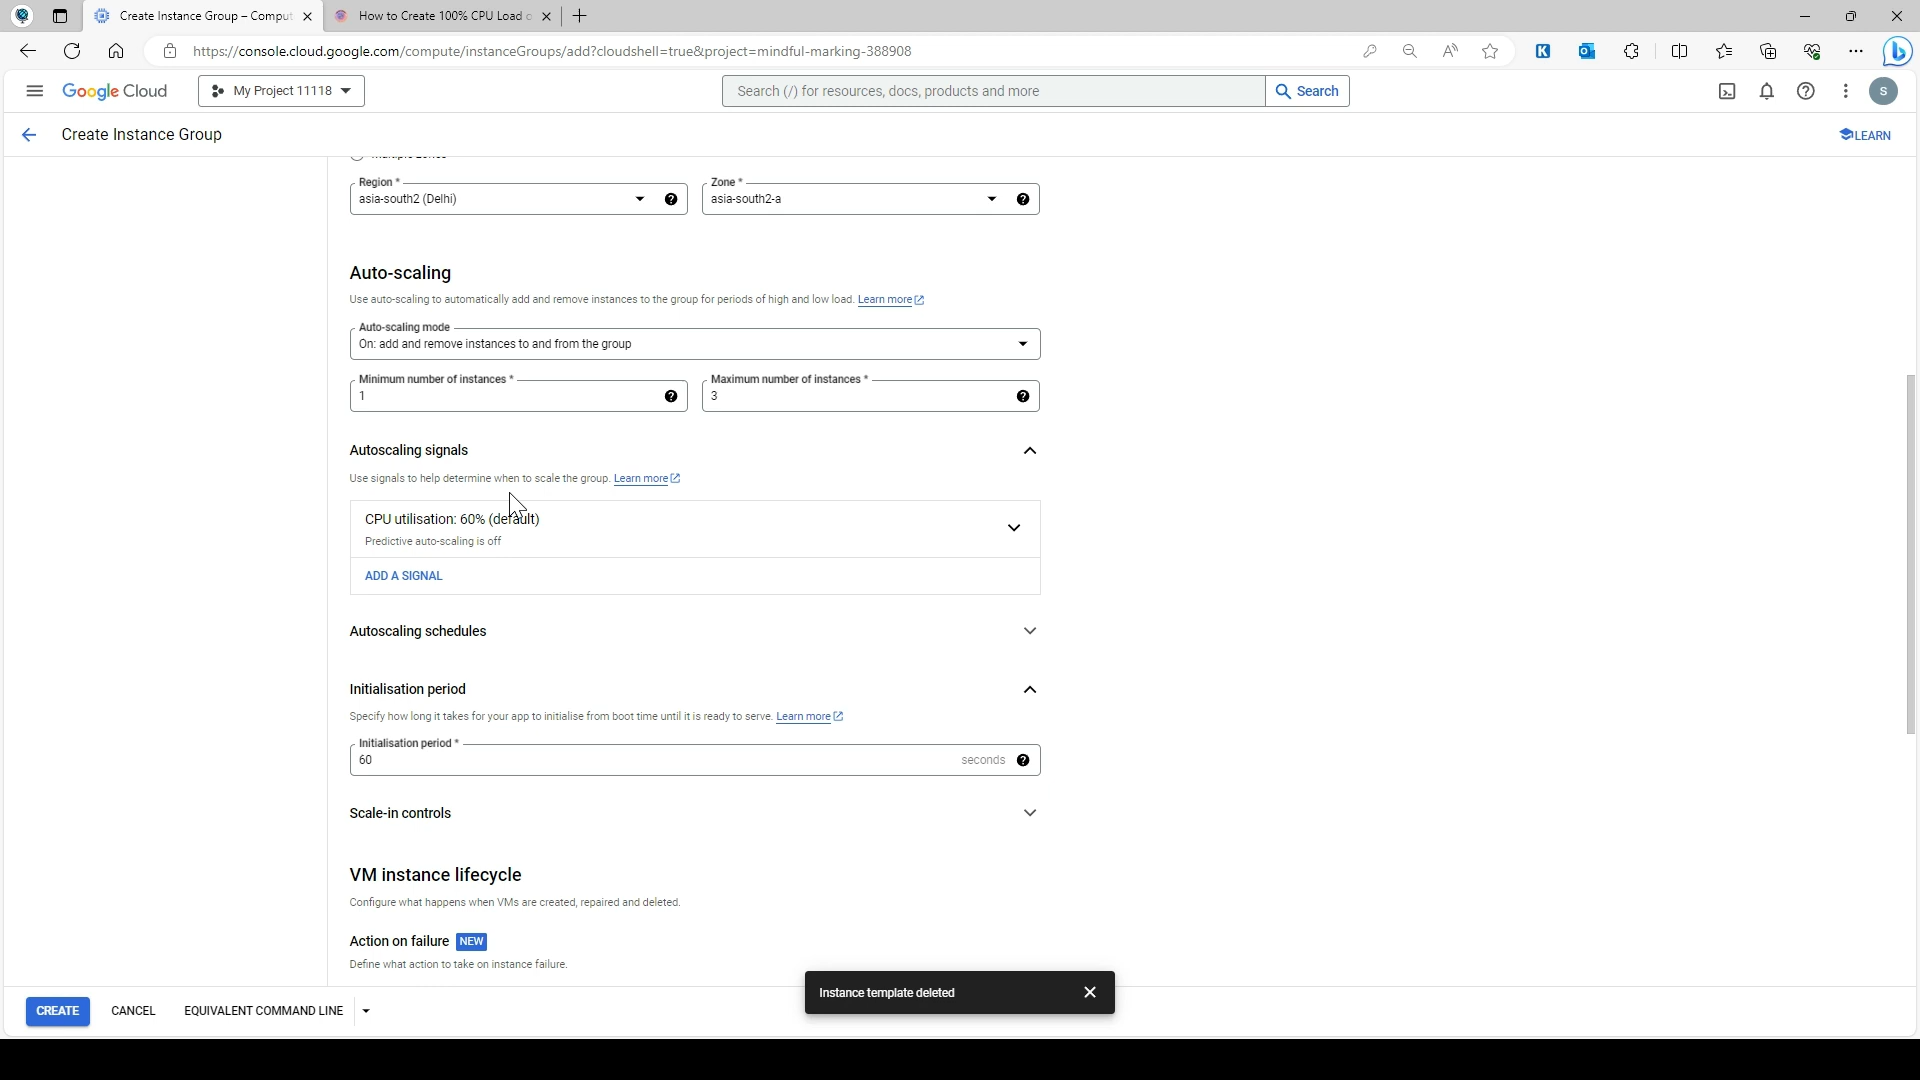 Create Instance Group – Comput
How to Create 100% CPU Load o
https://console.cloud.google.com/compute/instanceGroups/add?cloudshell=true&project=mindful-marking-388908
Google Cloud
My Project 11118
Search (/) for resources, docs, products and more
Search
S
Create Instance Group
LEARN
Region *
asia-south2 (Delhi)
Zone *
asia-south2-a
Auto-scaling
Use auto-scaling to automatically add and remove instances to the group for periods of high and low load. Learn more
Auto-scaling mode
On: add and remove instances to and from the group
Minimum number of instances *
1
Maximum number of instances *
3
Autoscaling signals
Use signals to help determine when to scale the group. Learn more
CPU utilisation: 60% (default)
Predictive auto-scaling is off
ADD A SIGNAL
Autoscaling schedules
Initialisation period
Specify how long it takes for your app to initialise from boot time until it is ready to serve. Learn more
Initialisation period *
60
seconds
Scale-in controls
VM instance lifecycle
Configure what happens when VMs are created, repaired and deleted.
Action on failure NEW
Define what action to take on instance failure.
Instance template deleted
CREATE
CANCEL
EQUIVALENT COMMAND LINE